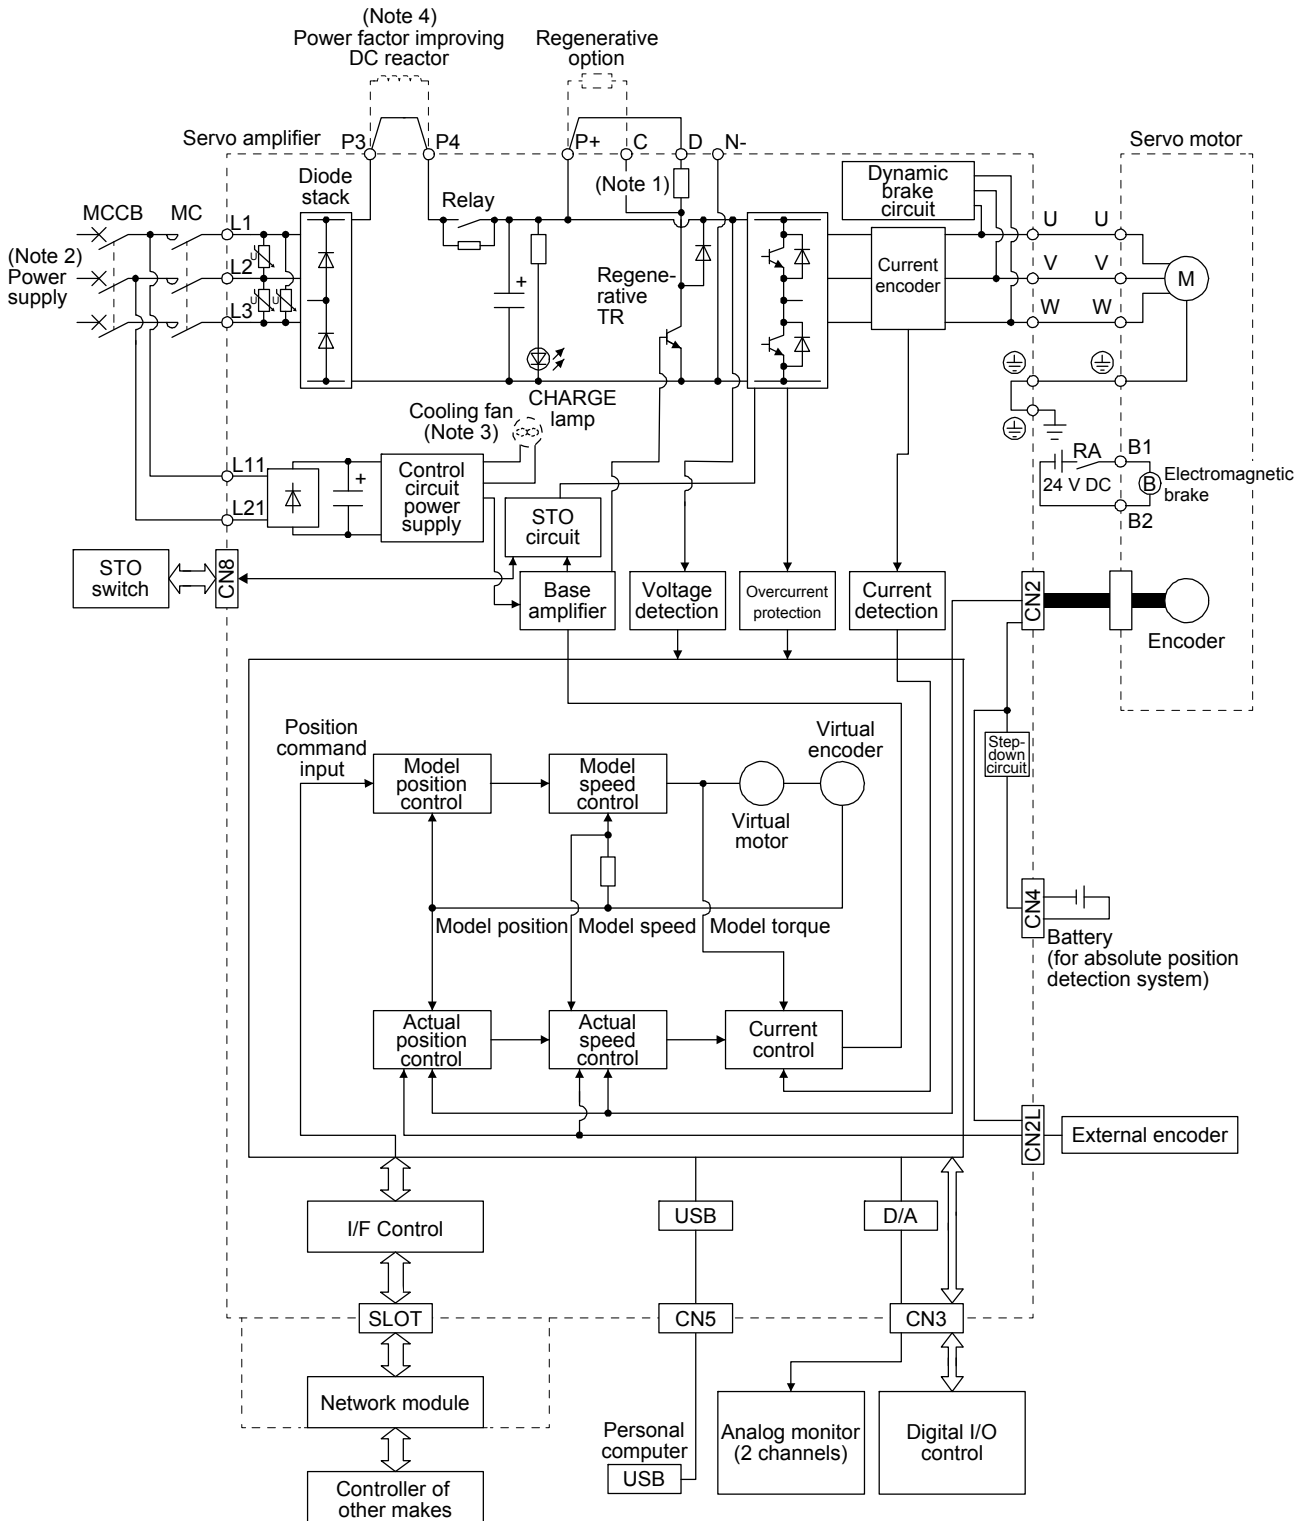 (Note 4)
Power factor improving
DC reactor
Regenerative
option
Servo amplifier
P3
P4
P+
C
D
N-
Servo motor
Diode
stack
Relay
(Note 1)
Dynamic
brake
circuit
MCCB
MC
L1
L2
L3
(Note 2)
Power
supply
U
U
U
+
Regene-
rative
TR
Current
encoder
U
V
W
U
V
W
M
CHARGE
lamp
Cooling fan
(Note 3)
L11
L21
+
Control
circuit
power
supply
STO
circuit
RA
24 V DC
B1
B
B2
Electromagnetic
brake
STO
switch
CN8
Base
amplifier
Voltage
detection
Overcurrent
protection
Current
detection
CN2
Encoder
Position
command
input
Model
position
control
Model
speed
control
Virtual
encoder
Virtual
motor
Step-
down
circuit
Model position
Model speed
Model torque
CN4
Battery
(for absolute position
detection system)
Actual
position
control
Actual
speed
control
Current
control
CN2L
External encoder
I/F Control
USB
D/A
SLOT
CN5
CN3
Network module
Personal
computer
USB
Analog monitor
(2 channels)
Digital I/O
control
Controller of
other makes